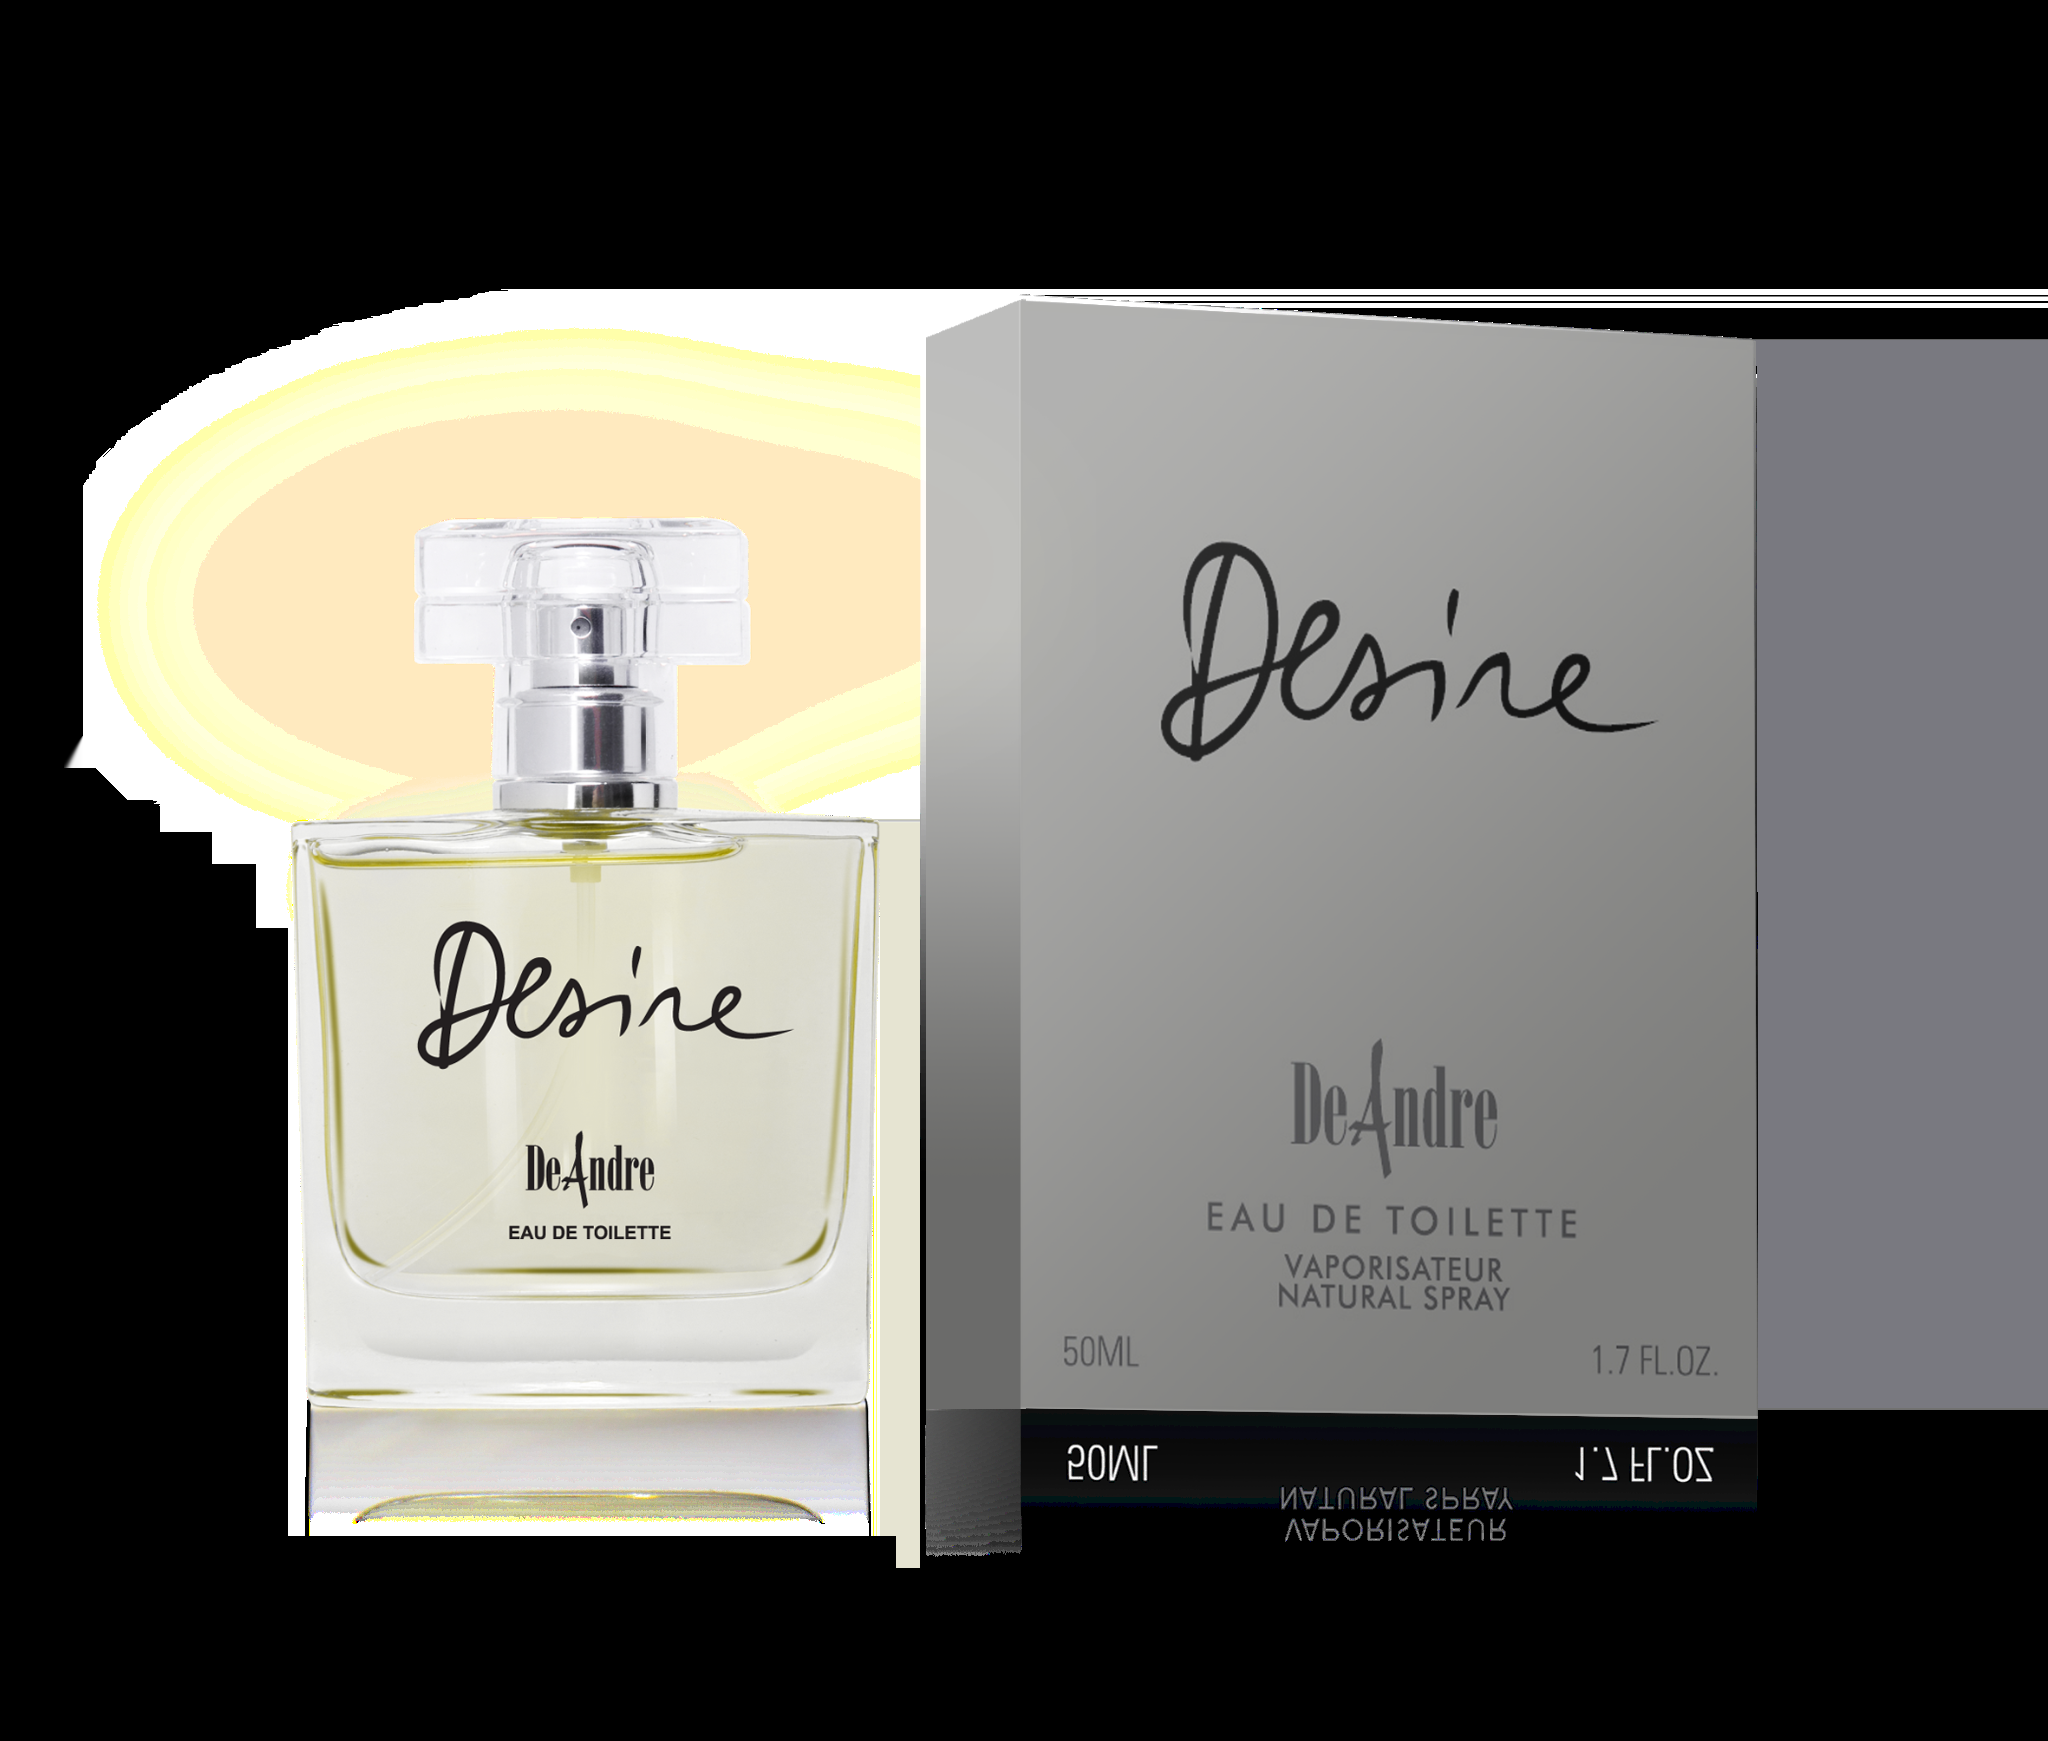 Desire
DeAndre
EAU DE TOILETTE
Desire
DeAndre
EAU DE TOILETTE
VAPORISATEUR
NATURAL SPRAY
50ML
1.7 FL.OZ.
50ML
1.7 FL.OZ
NATURAL SPRAY
VAPORISATEUR